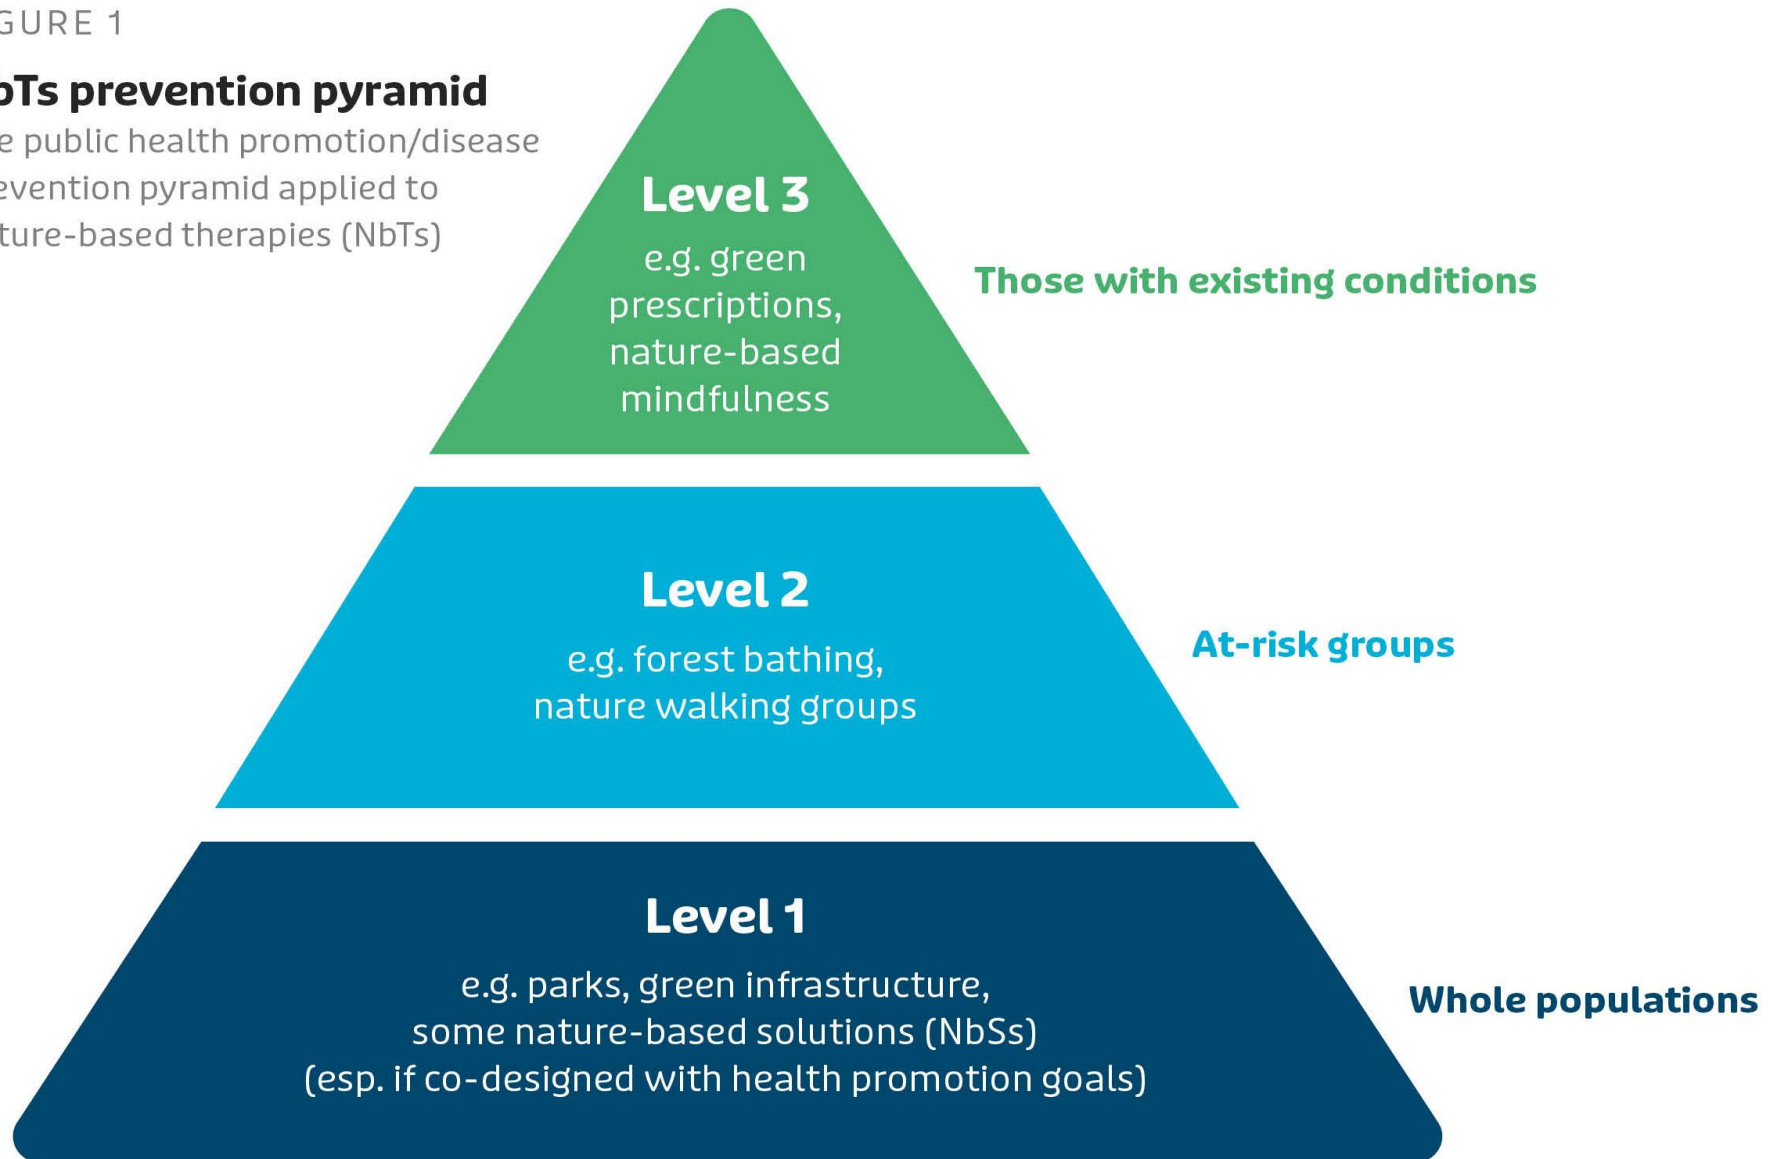 GURE 1
bTs prevention pyramid
e public health promotion/disease
evention pyramid applied to
ture-based therapies (NbTs)
Level 3
e.g. green
prescriptions,
nature-based
mindfulness
Those with existing conditions
Level 2
e.g. forest bathing,
nature walking groups
At-risk groups
Level 1
e.g. parks, green infrastructure,
some nature-based solutions (NbSs)
(esp. if co-designed with health promotion goals)
Whole populations